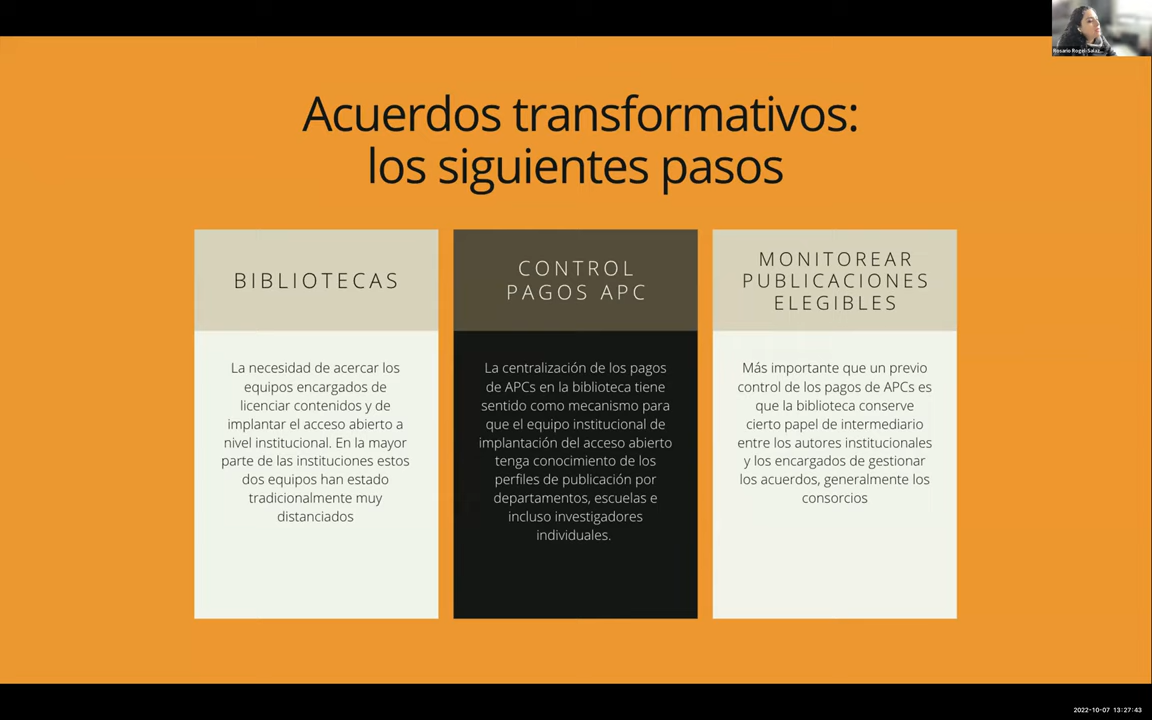 Rosario Rogel-Salaz...
Acuerdos transformativos:
los siguientes pasos
BIBLIOTECAS
La necesidad de acercar los
equipos encargados de
licenciar contenidos y de
implantar el acceso abierto a
nivel institucional. En la mayor
parte de las instituciones estos
dos equipos han estado
tradicionalmente muy
distanciados
CONTROL
PAGOS APC
La centralización de los pagos
de APCs en la biblioteca tiene
sentido como mecanismo para
que el equipo institucional de
implantación del acceso abierto
tenga conocimiento de los
perfiles de publicación por
departamentos, escuelas e
incluso investigadores
individuales.
MONITOREAR
PUBLICACIONES
ELEGIBLES
Más importante que un previo
control de los pagos de APCs es
que la biblioteca conserve
cierto papel de intermediario
entre los autores institucionales
y los encargados de gestionar
los acuerdos, generalmente los
consorcios
2022-10-07 13:27:43